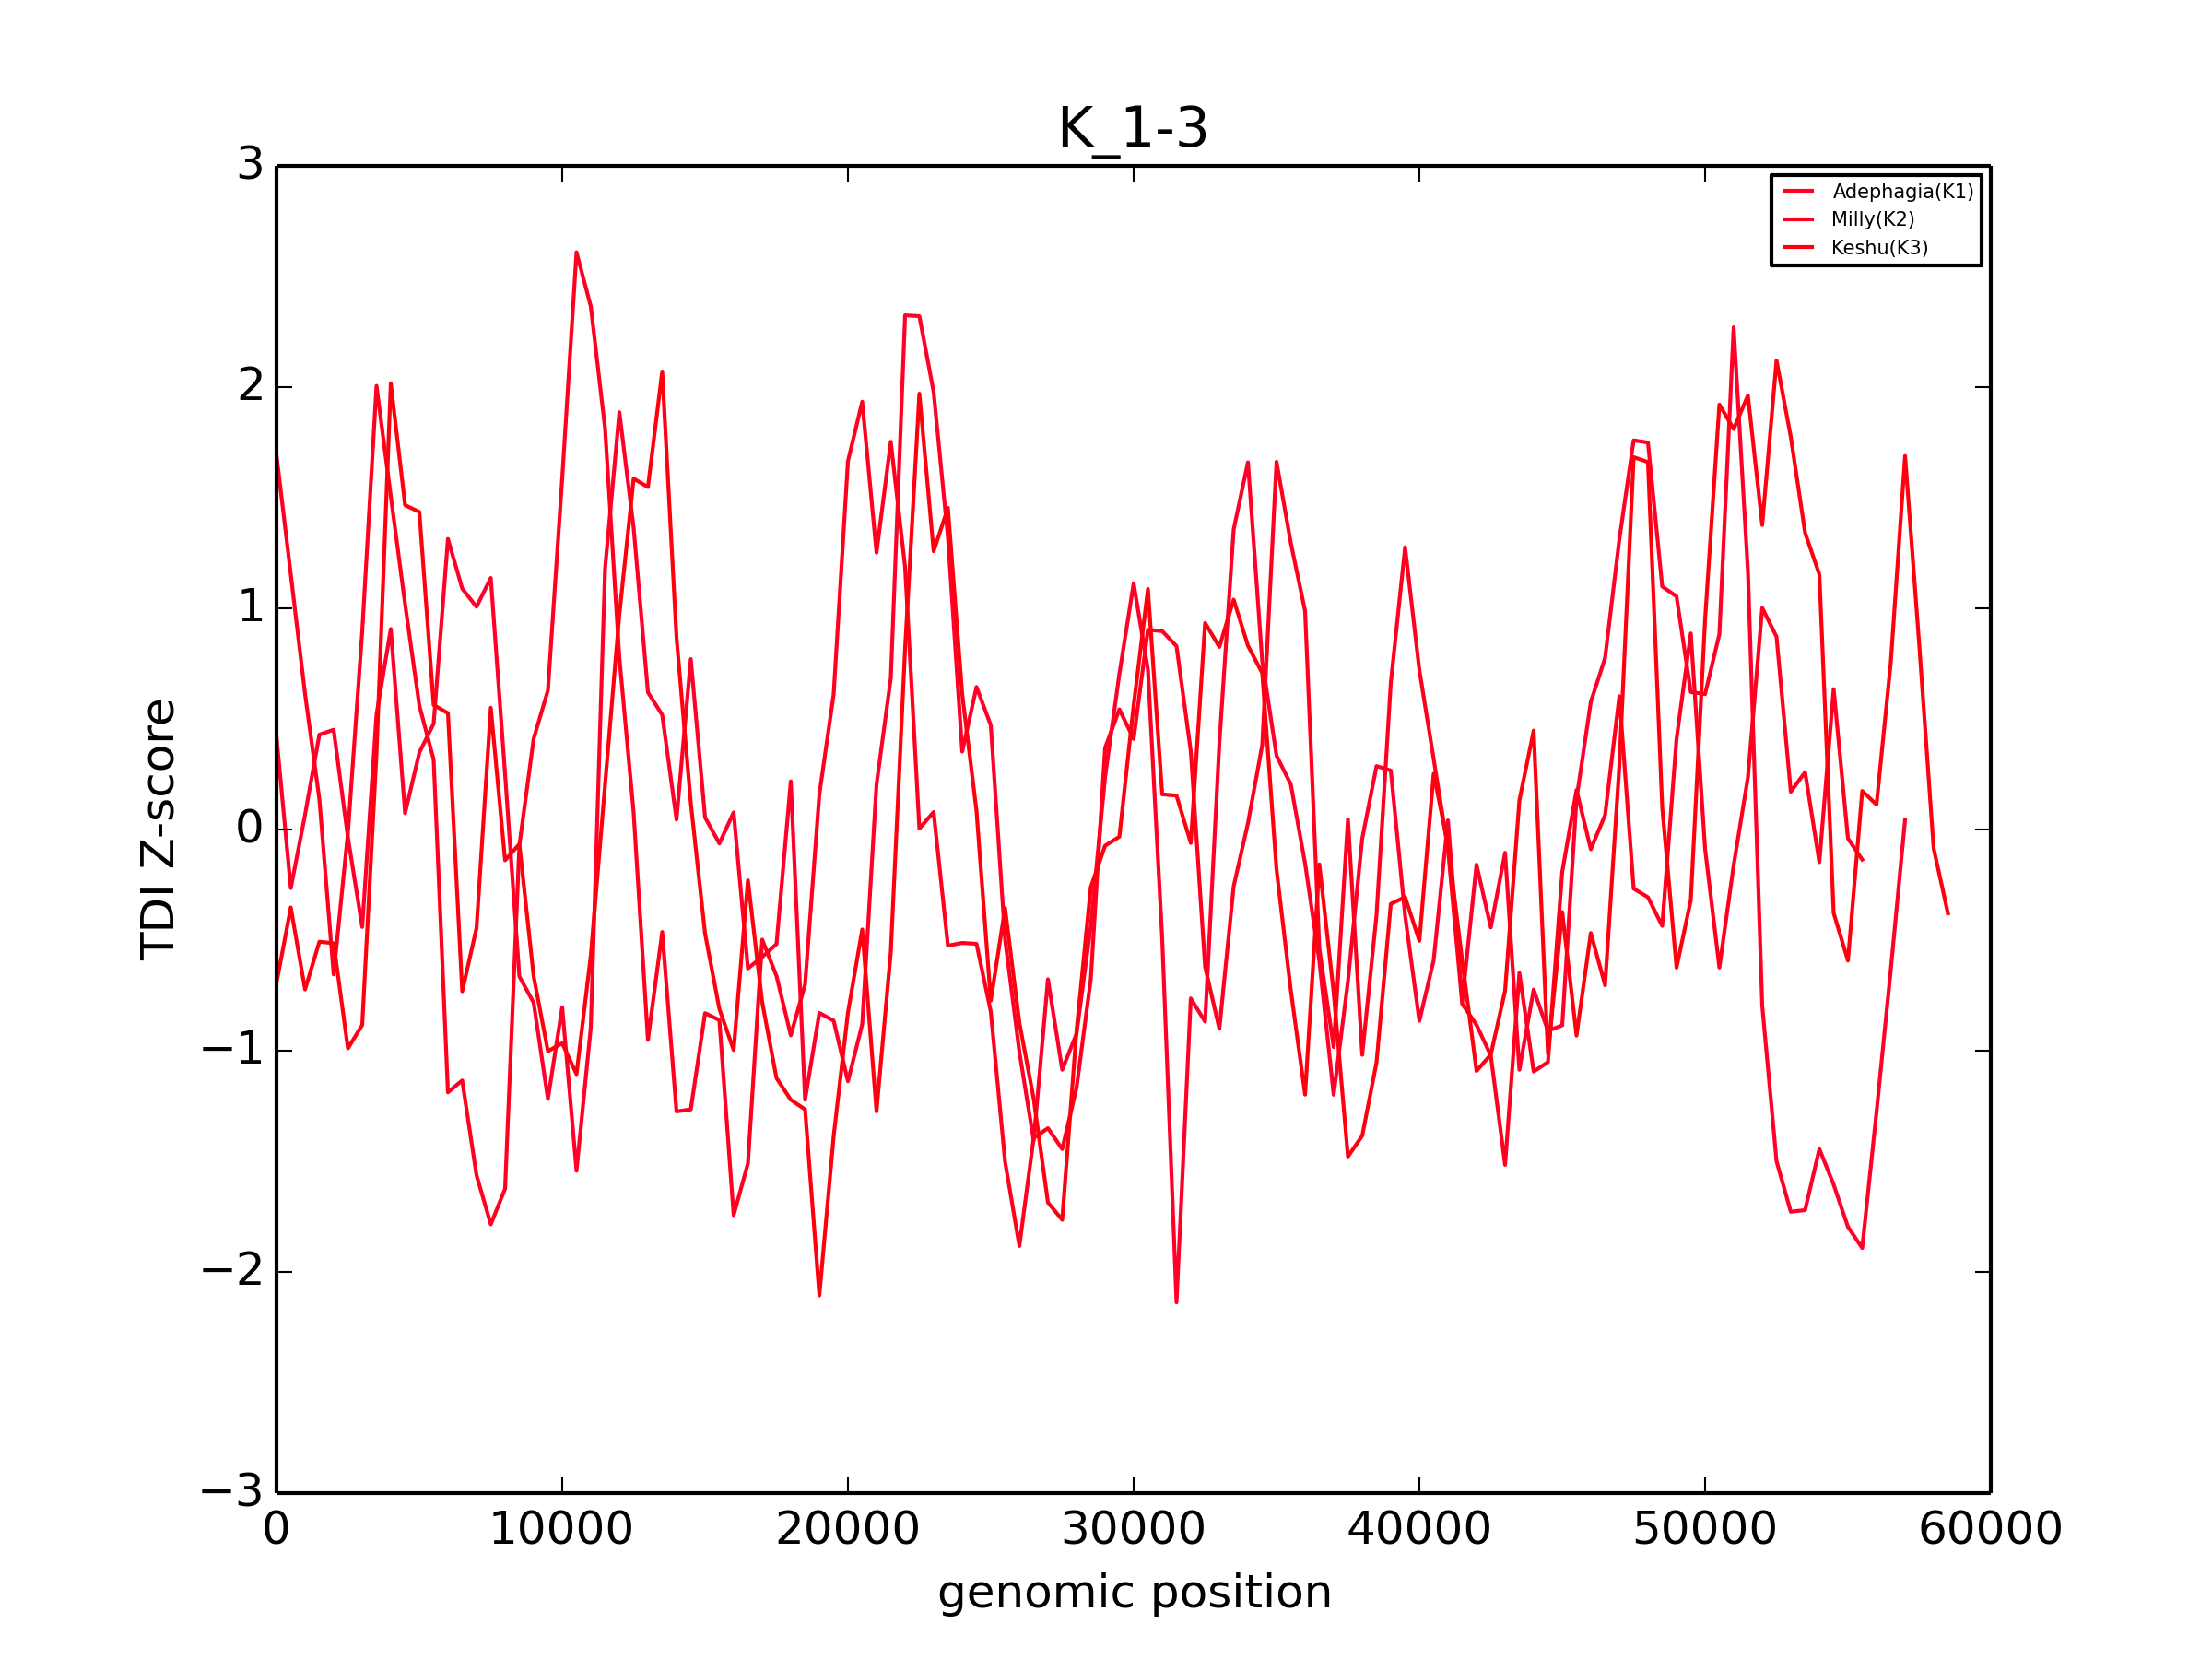 K_1-3
Adephagia(K1)
Milly(K2)
Keshu(K3)
3
2
1
0
−1
−2
−3
TDI Z-score
0 10000 20000 30000 40000 50000 60000
genomic position